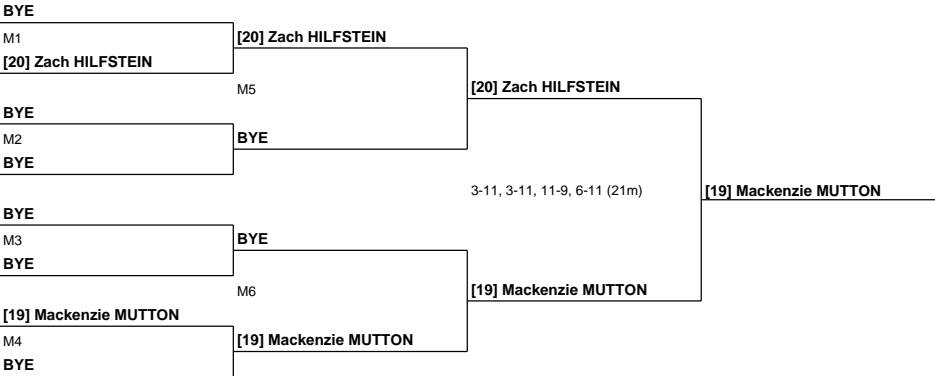 BYE
M1
[20] Zach HILFSTEIN
[20] Zach HILFSTEIN
M5
[20] Zach HILFSTEIN
BYE
M2
BYE
BYE
3-11, 3-11, 11-9, 6-11 (21m)
[19] Mackenzie MUTTON
BYE
M3
BYE
BYE
M6
[19] Mackenzie MUTTON
[19] Mackenzie MUTTON
M4
[19] Mackenzie MUTTON
BYE